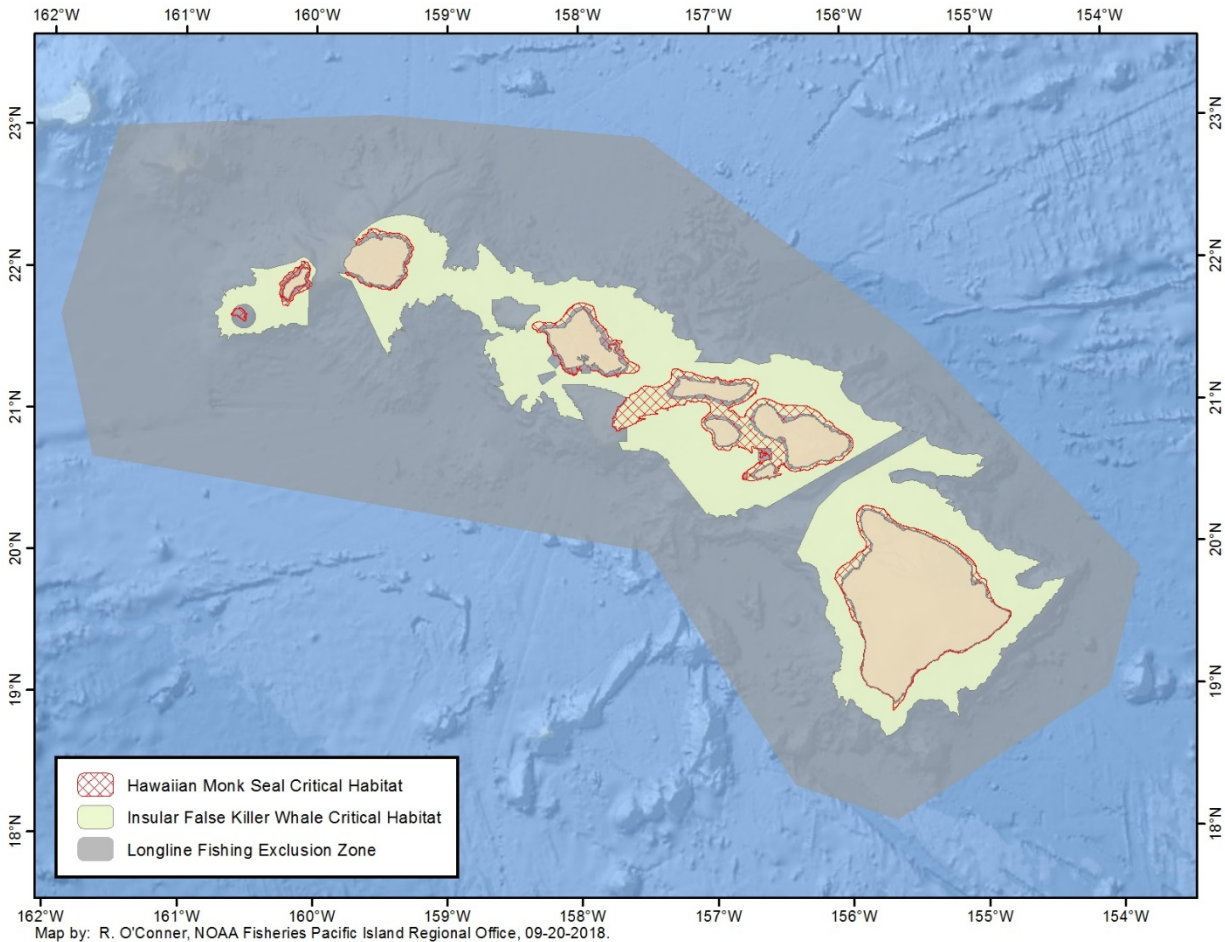 162°W 161°W 160°W 159°W 158°W 157°W 156°W 155°W 154°W
23°N 23°N
22°N 22°N
21°N 21°N
20°N 20°N
19°N 19°N
18°N 18°N
Hawaiian Monk Seal Critical Habitat
Insular False Killer Whale Critical Habitat
Longline Fishing Exclusion Zone
162°W 161°W 160°W 159°W 158°W 157°W 156°W 155°W 154°W
Map by: R. O'Conner, NOAA Fisheries Pacific Island Regional Office, 09-20-2018.